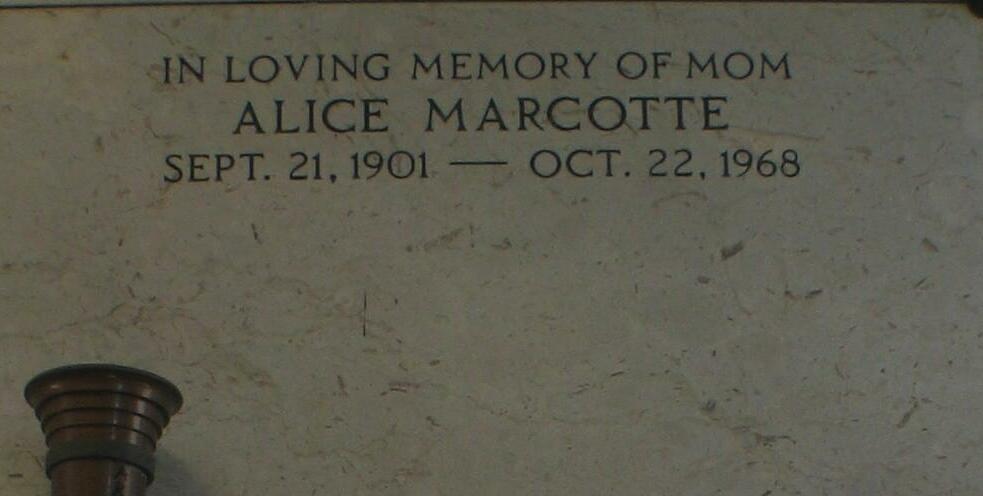 IN LOVING MEMORY OF MOM
ALICE MARCOTTE
SEPT. 21, 1901 — OCT. 22, 1968